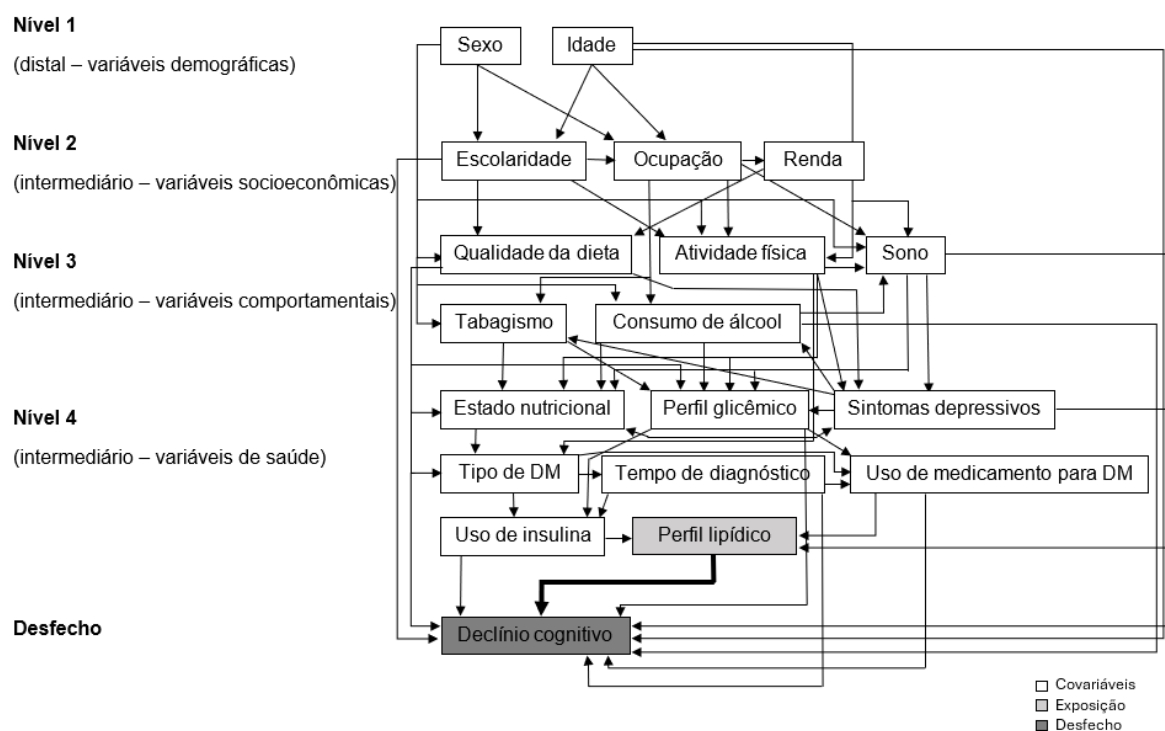 Nível 1
(distal – variáveis demográficas)
Sexo
Idade
Nível 2
(intermediário – variáveis socioeconômicas)
Escolaridade
Ocupação
Renda
Nível 3
(intermediário – variáveis comportamentais)
Qualidade da dieta
Atividade física
Sono
Tabagismo
Consumo de álcool
Nível 4
(intermediário – variáveis de saúde)
Estado nutricional
Perfil glicêmico
Sintomas depressivos
Tipo de DM
Tempo de diagnóstico
Uso de medicamento para DM
Uso de insulina
Perfil lipídico
Desfecho
Declínio cognitivo
Covariáveis
Exposição
Desfecho